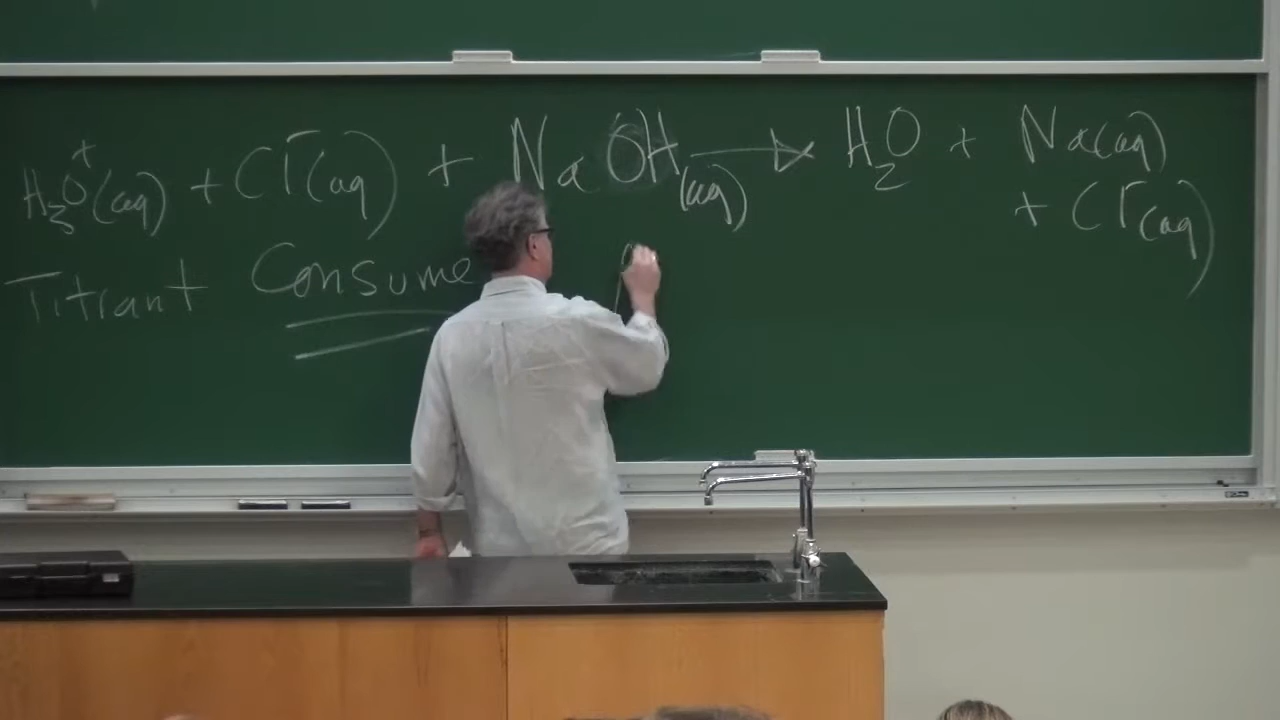 H₃O⁺(aq) + Cl⁻(aq) + NaOH(aq) → H₂O + Na(aq)
+ Cl⁻(aq)
Titrant Consume